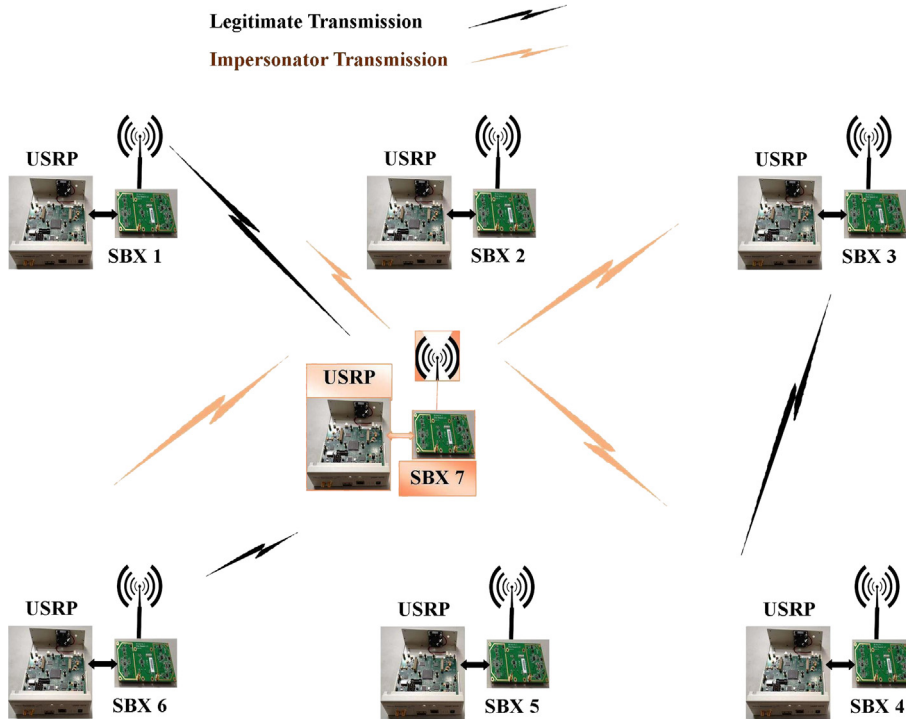 Legitimate Transmission
Impersonator Transmission
USRP
USRP
USRP
SBX 1
SBX 2
SBX 3
USRP
SBX 7
USRP
USRP
USRP
SBX 6
SBX 5
SBX 4